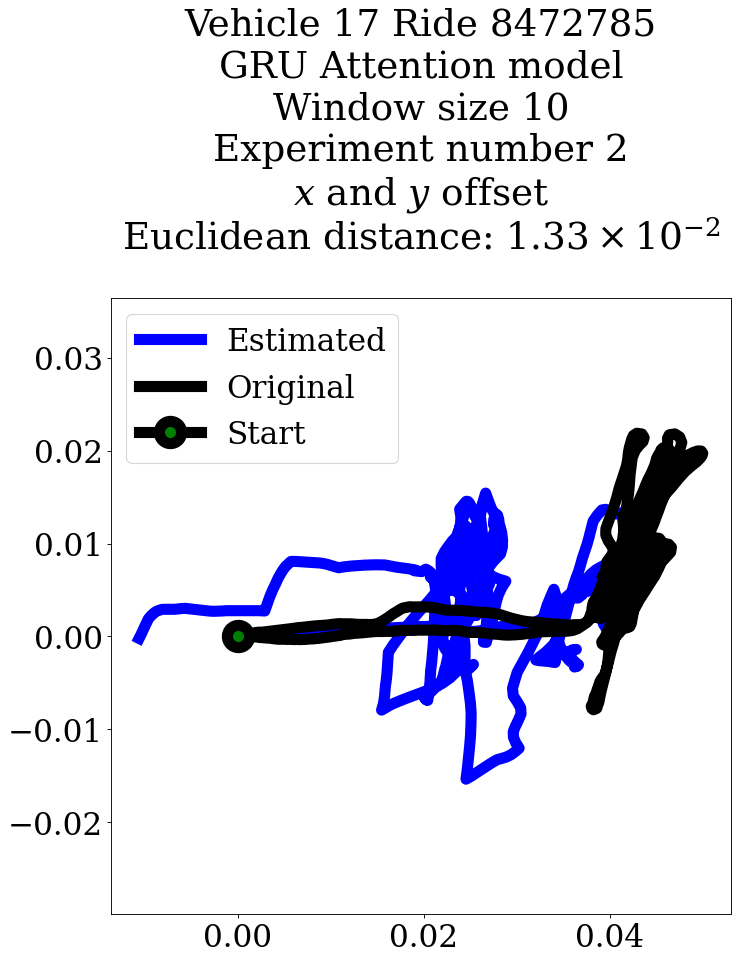 Vehicle 17 Ride 8472785
GRU Attention model
Window size 10
Experiment number 2
x and y offset
Euclidean distance: 1.33 × 10⁻²
Estimated
Original
Start
0.03
0.02
0.01
0.00
−0.01
−0.02
0.00 0.02 0.04